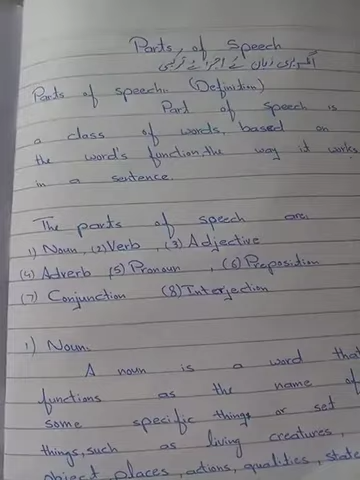 Parts of Speech
انگریزی زبان کے اجزائے ترکیبی
Parts of speech:- (Definition)
Part of speech is
a class of words, based on
the word's function, the way it works
in a sentence.
The parts of speech are.
1) Noun, (2) Verb, (3) Adjective
(4) Adverb (5) Pronoun, (6) Preposition
(7) Conjunction (8) Interjection
1) Noun.
A noun is a word that
functions as the name of
some specific things or set
things, such as living creatures,
object, places, actions, qualities, state